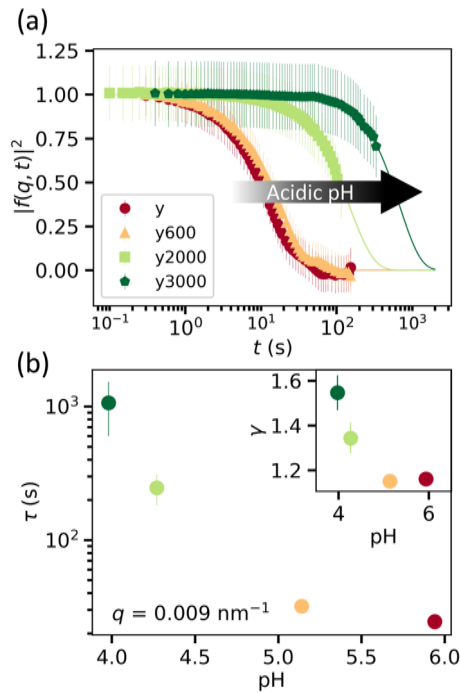 (a)
1.25
1.00
0.75
0.50
0.25
0.00
|f(q, t)|²
Acidic pH
y
y600
y2000
y3000
10⁻¹ 10⁰ 10¹ 10² 10³
t (s)
(b)
10³
10²
τ (s)
1.6
1.4
1.2
γ
4 6
pH
q = 0.009 nm⁻¹
4.0 4.5 5.0 5.5 6.0
pH